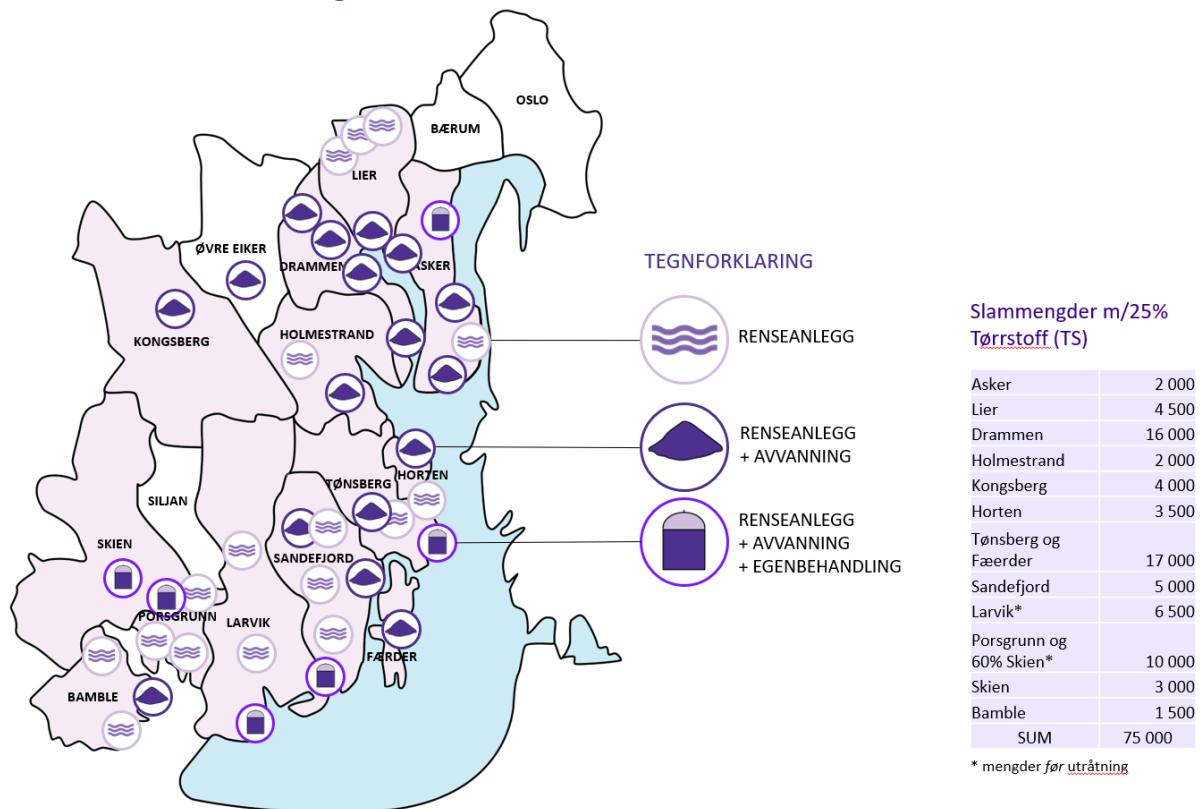 OSLO
BÆRUM
LIER
ØVRE EIKER
DRAMMEN
ASKER
KONGSBERG
HOLMESTRAND
HORTEN
TØNSBERG
SILJAN
SKIEN
SANDEFJORD
PORSGRUNN
LARVIK
FÆRDER
BAMBLE
TEGNFORKLARING
RENSEANLEGG
RENSEANLEGG
+ AVVANNING
RENSEANLEGG
+ AVVANNING
+ EGENBEHANDLING
Slammengder m/25%
Tørrstoff (TS)
Asker 2 000
Lier 4 500
Drammen 16 000
Holmestrand 2 000
Kongsberg 4 000
Horten 3 500
Tønsberg og
Fæerder 17 000
Sandefjord 5 000
Larvik* 6 500
Porsgrunn og
60% Skien* 10 000
Skien 3 000
Bamble 1 500
SUM 75 000
* mengder før utråtning